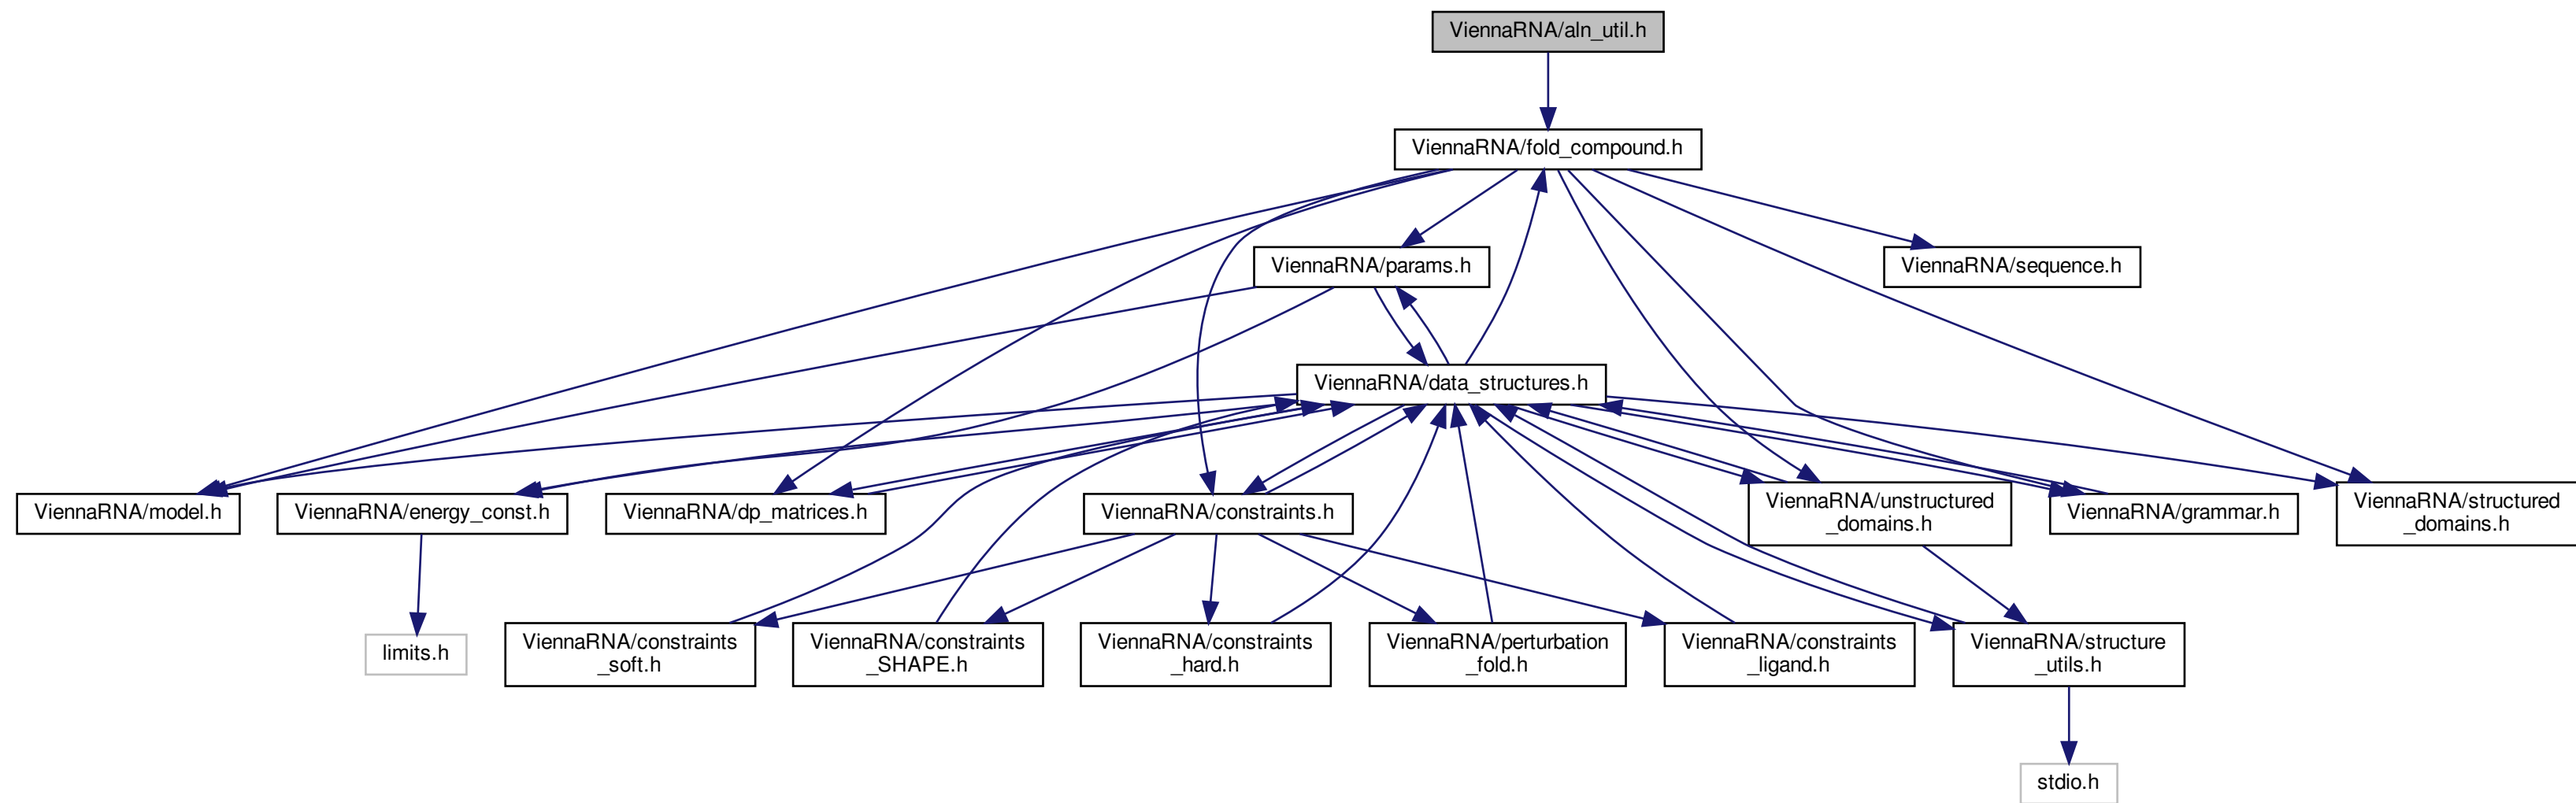 ViennaRNA/aln_util.h
ViennaRNA/fold_compound.h
ViennaRNA/params.h
ViennaRNA/sequence.h
ViennaRNA/data_structures.h
ViennaRNA/model.h
ViennaRNA/energy_const.h
ViennaRNA/dp_matrices.h
ViennaRNA/constraints.h
ViennaRNA/unstructured
_domains.h
ViennaRNA/grammar.h
ViennaRNA/structured
_domains.h
limits.h
ViennaRNA/constraints
_soft.h
ViennaRNA/constraints
_SHAPE.h
ViennaRNA/constraints
_hard.h
ViennaRNA/perturbation
_fold.h
ViennaRNA/constraints
_ligand.h
ViennaRNA/structure
_utils.h
stdio.h